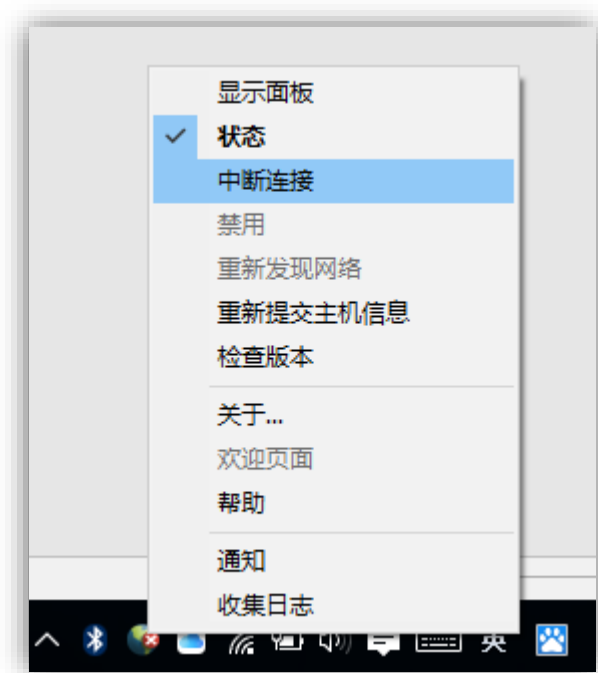 显示面板
状态
中断连接
禁用
重新发现网络
重新提交主机信息
检查版本
关于...
欢迎页面
帮助
通知
收集日志
英